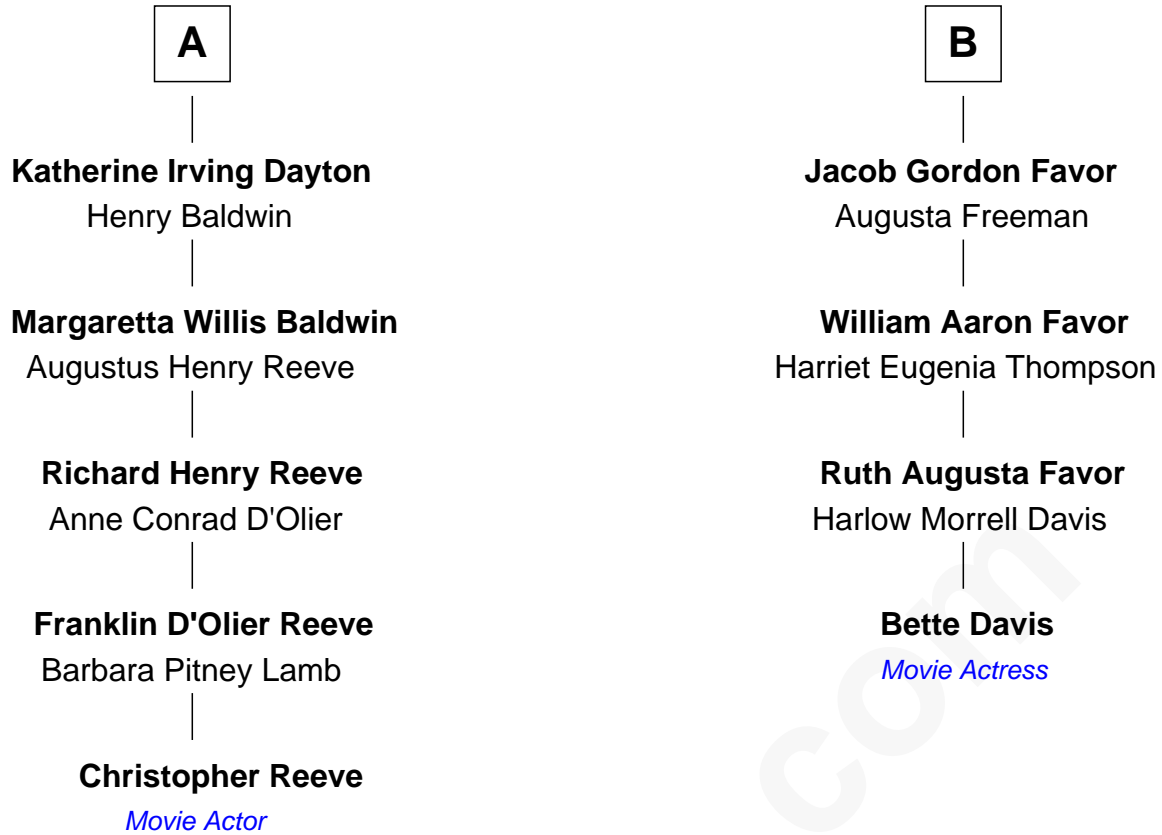 A
Katherine Irving Dayton
Henry Baldwin
Margaretta Willis Baldwin
Augustus Henry Reeve
Richard Henry Reeve
Anne Conrad D'Olier
Franklin D'Olier Reeve
Barbara Pitney Lamb
Christopher Reeve
Movie Actor
B
Jacob Gordon Favor
Augusta Freeman
William Aaron Favor
Harriet Eugenia Thompson
Ruth Augusta Favor
Harlow Morrell Davis
Bette Davis
Movie Actress
com